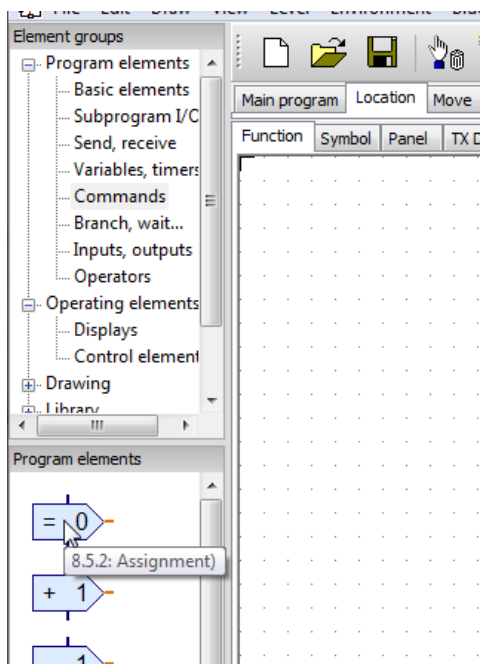 File Edit Draw View Level Environment
Element groups
Program elements
Basic elements
Subprogram I/O
Send, receive
Variables, timers
Commands
Branch, wait...
Inputs, outputs
Operators
Operating elements
Displays
Control element
Drawing
Library
Main program Location Move
Function Symbol Panel TX D
Program elements
= 0
8.5.2: Assignment)
+ 1
- 1